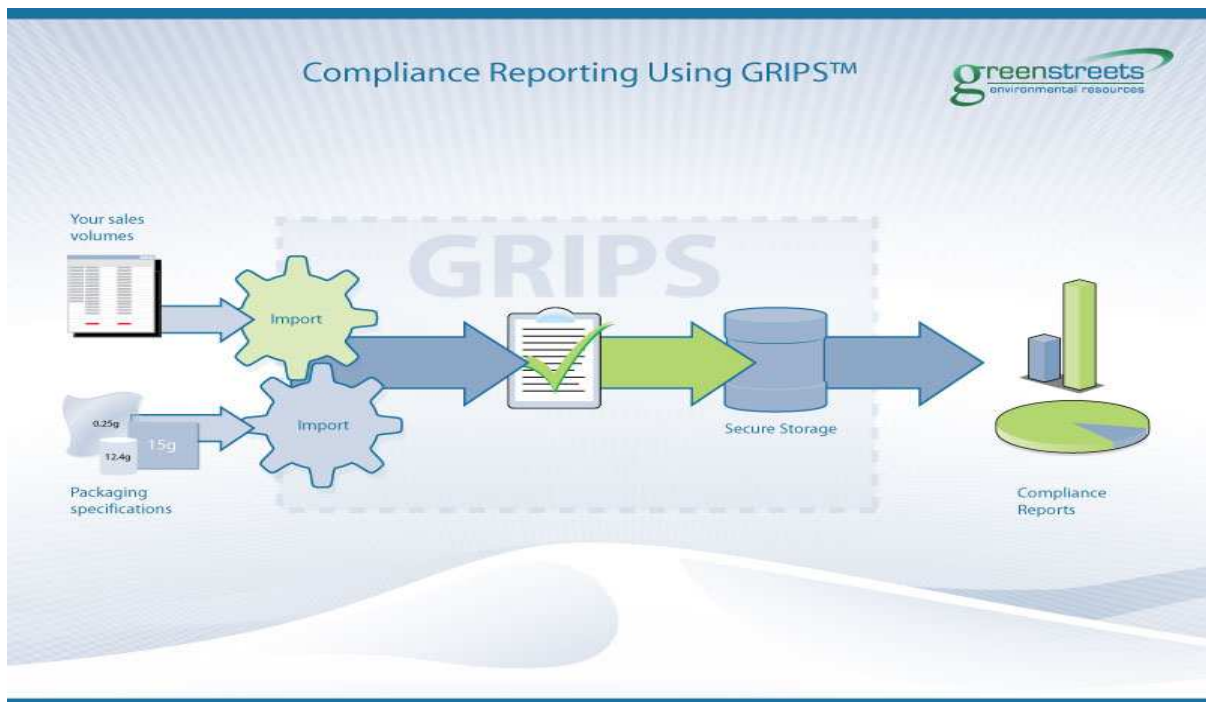 Compliance Reporting Using GRIPS™
greenstreets
environmental resources
Your sales
volumes
GRIPS
Import
Import
0.25g
15g
12.4g
Secure Storage
Packaging
specifications
Compliance
Reports